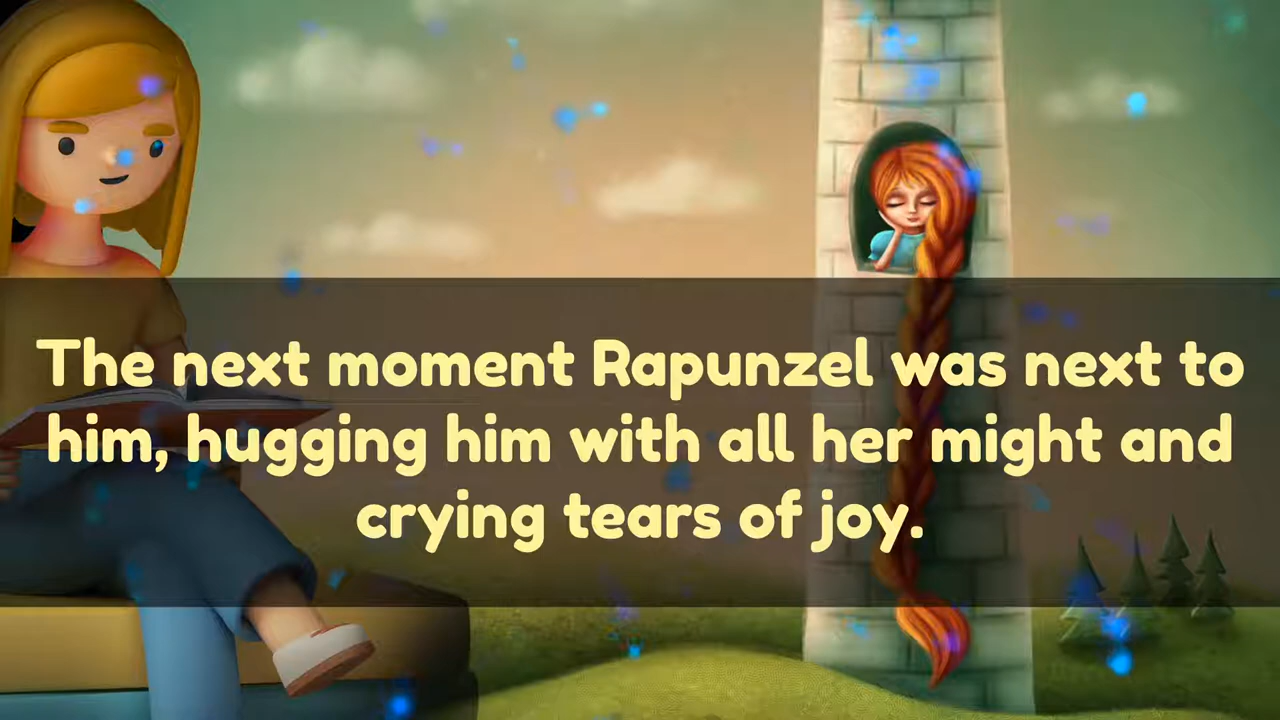 The next moment Rapunzel was next to
him, hugging him with all her might and
crying tears of joy.